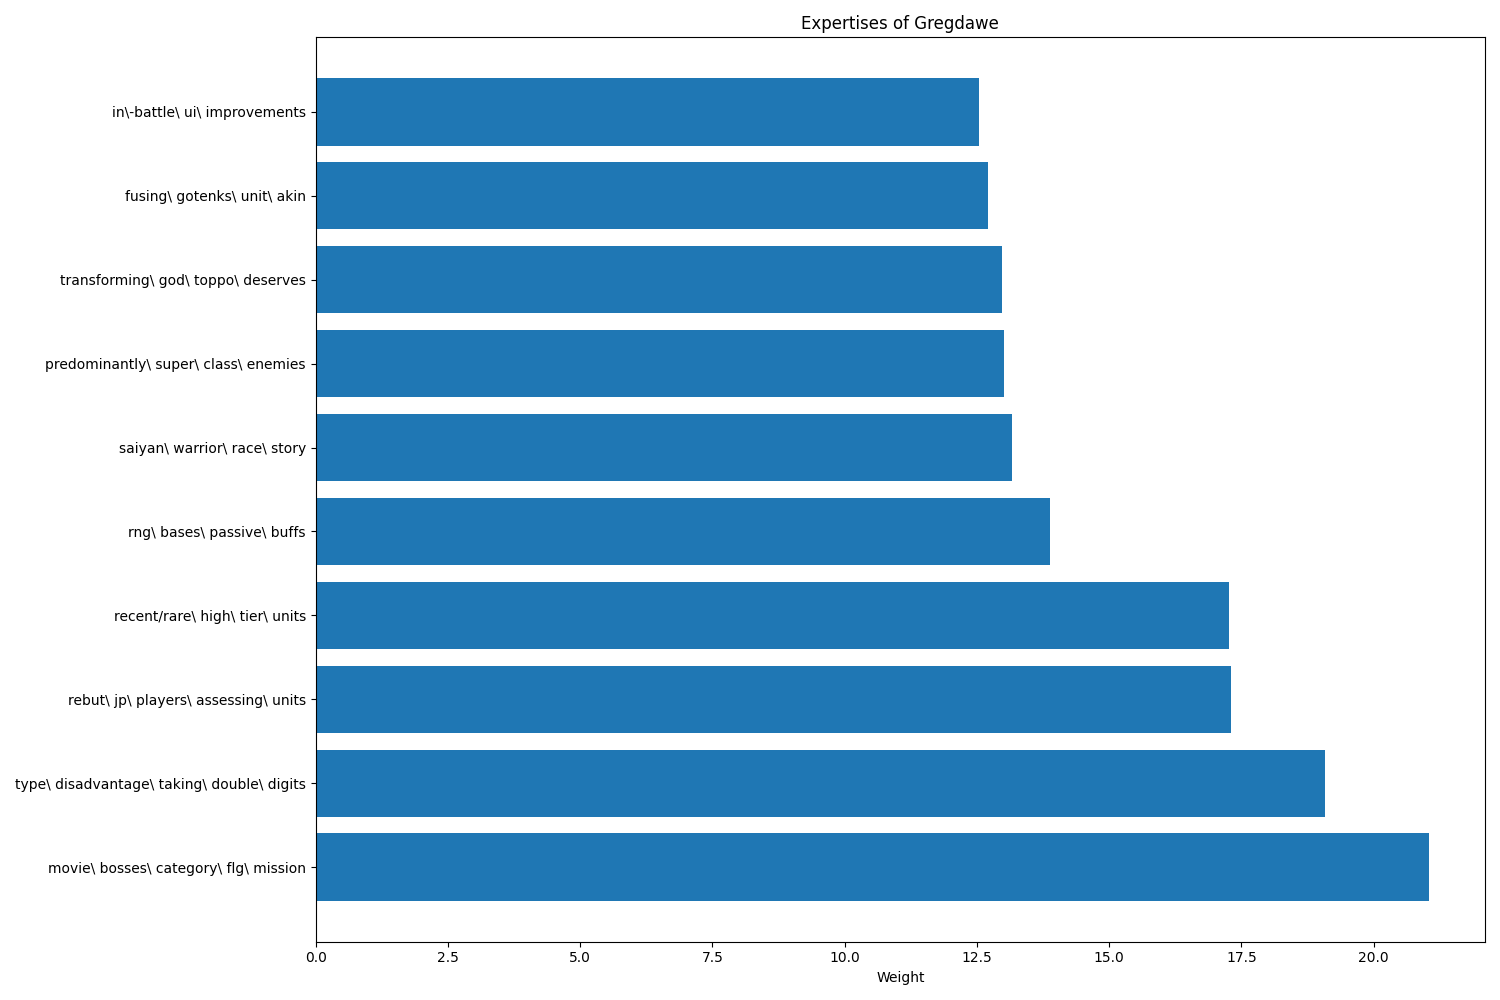 Expertises of Gregdawe
in\-battle\ ui\ improvements
fusing\ gotenks\ unit\ akin
transforming\ god\ toppo\ deserves
predominantly\ super\ class\ enemies
saiyan\ warrior\ race\ story
rng\ bases\ passive\ buffs
recent/rare\ high\ tier\ units
rebut\ jp\ players\ assessing\ units
type\ disadvantage\ taking\ double\ digits
movie\ bosses\ category\ flg\ mission
0.0 2.5 5.0 7.5 10.0 12.5 15.0 17.5 20.0
Weight